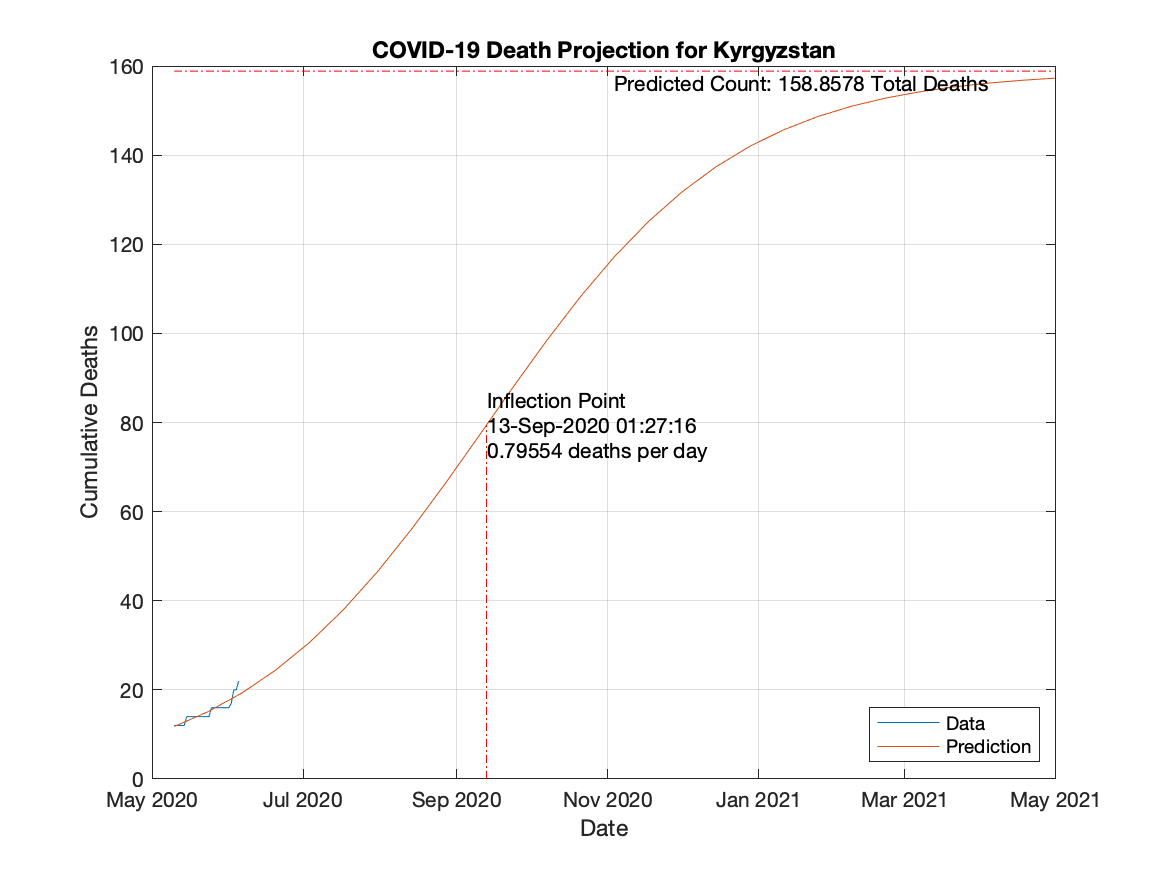 COVID-19 Death Projection for Kyrgyzstan
160
Predicted Count: 158.8578 Total Deaths
140
120
100
Inflection Point
80
13-Sep-2020 01:27:16
0.79554 deaths per day
Cumulative Deaths
60
40
20
0
Data
Prediction
May 2020 Jul 2020 Sep 2020 Nov 2020 Jan 2021 Mar 2021 May 2021
Date